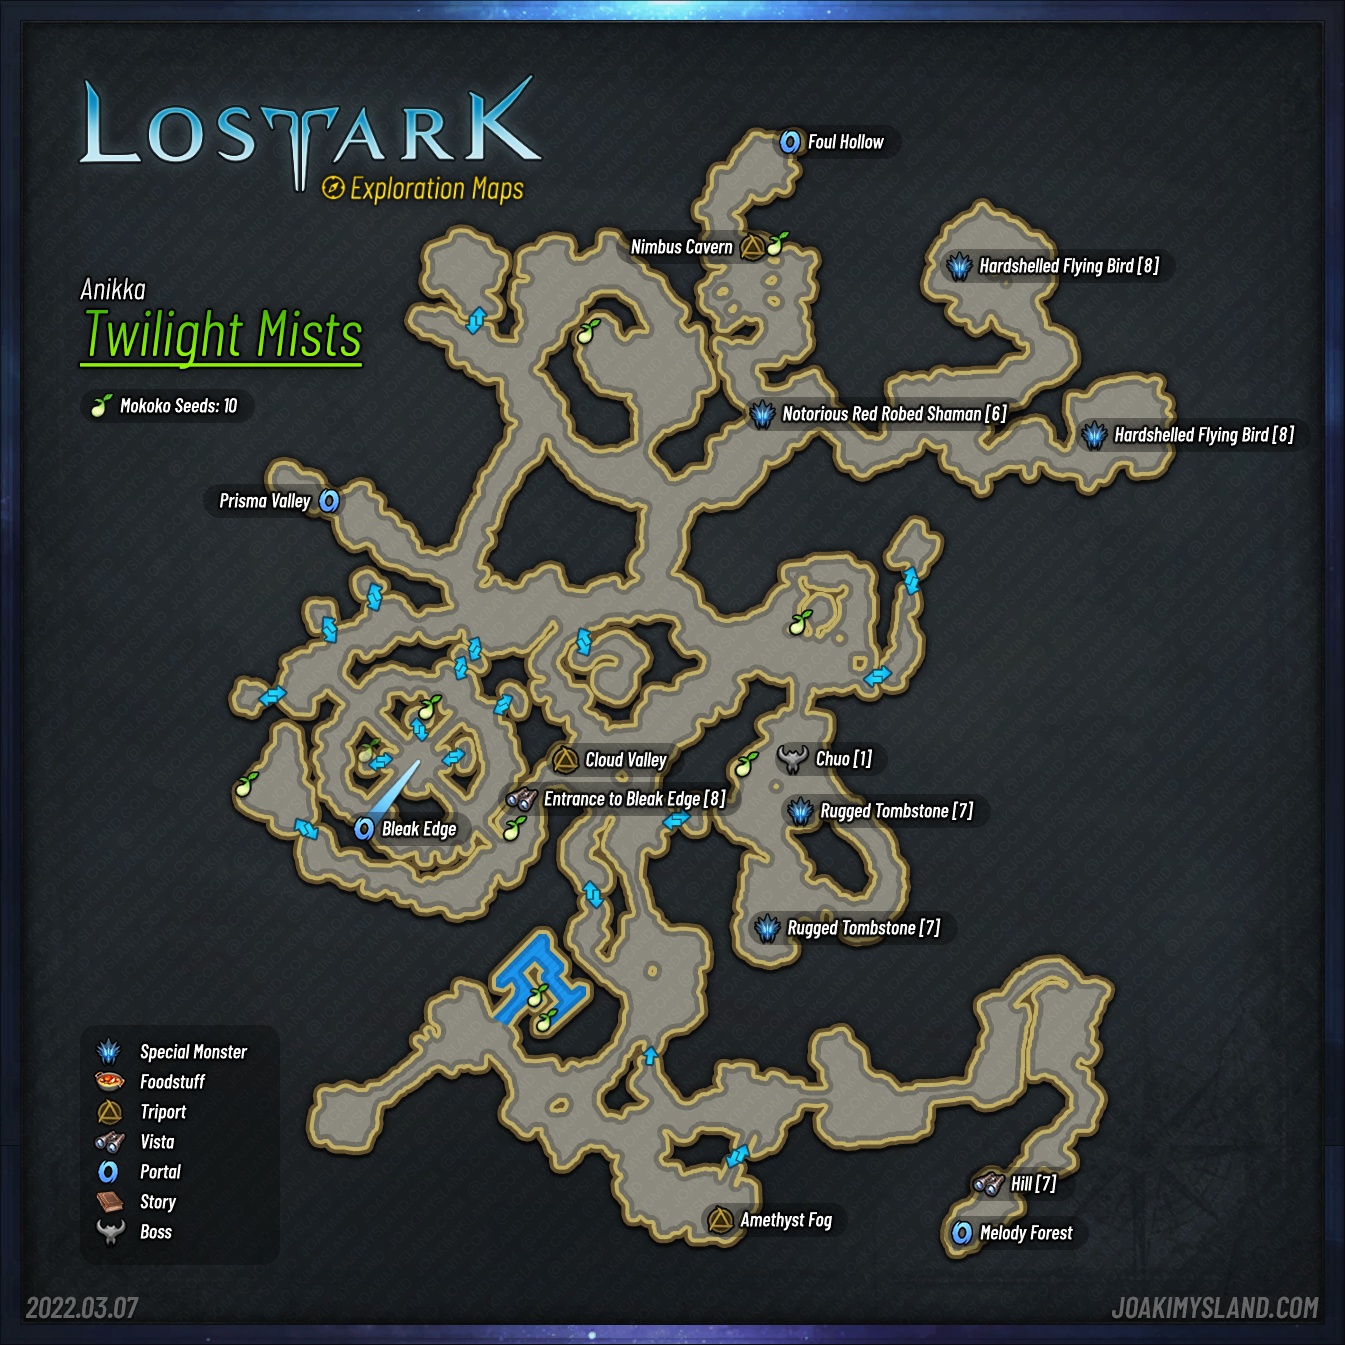 LOSTARK
Exploration Maps
Anikka
Twilight Mists
Mokoko Seeds: 10
Foul Hollow
Nimbus Cavern
Hardshelled Flying Bird [8]
Notorious Red Robed Shaman [6]
Hardshelled Flying Bird [8]
Prisma Valley
Cloud Valley
Chuo [1]
Entrance to Bleak Edge [8]
Rugged Tombstone [7]
Bleak Edge
Rugged Tombstone [7]
Special Monster
Foodstuff
Triport
Vista
Portal
Story
Boss
Hill [7]
Amethyst Fog
Melody Forest
2022.03.07
JOAKIMYSLAND.COM